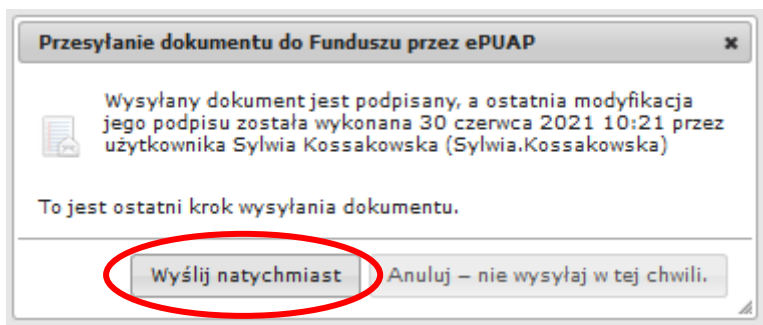 Przesyłanie dokumentu do Funduszu przez ePUAP
Wysyłany dokument jest podpisany, a ostatnia modyfikacja
jego podpisu została wykonana 30 czerwca 2021 10:21 przez
użytkownika Sylwia Kossakowska (Sylwia.Kossakowska)
To jest ostatni krok wysyłania dokumentu.
Wyślij natychmiast
Anuluj – nie wysyłaj w tej chwili.